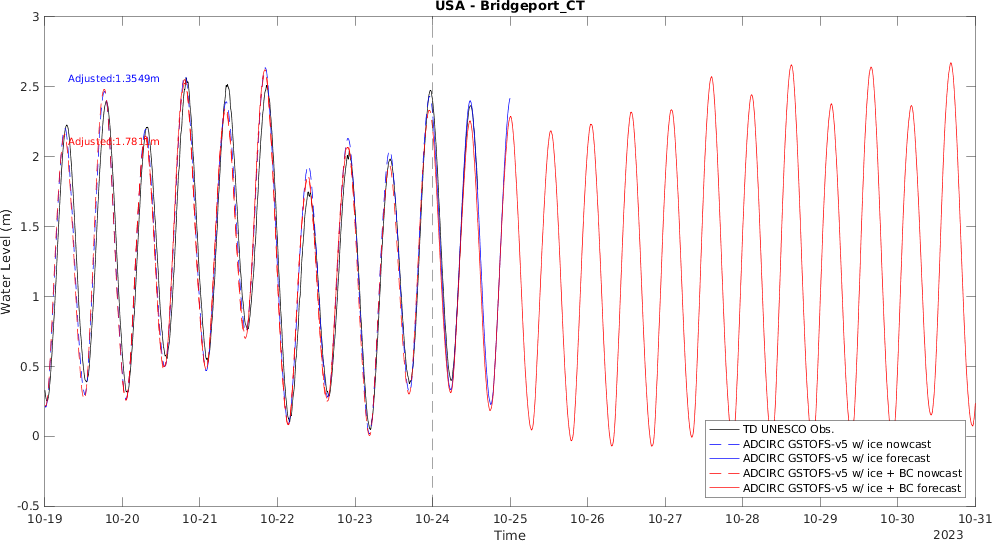 USA - Bridgeport_CT
3
2.5
2
1.5
1
0.5
0
-0.5
Water Level (m)
Adjusted:1.3549m
TD UNESCO Obs.
ADCIRC GSTOFS-v5 w/ ice nowcast
ADCIRC GSTOFS-v5 w/ ice forecast
ADCIRC GSTOFS-v5 w/ ice + BC nowcast
ADCIRC GSTOFS-v5 w/ ice + BC forecast
10-19 10-20 10-21 10-22 10-23 10-24 10-25 10-26 10-27 10-28 10-29 10-30 10-31
Time
2023